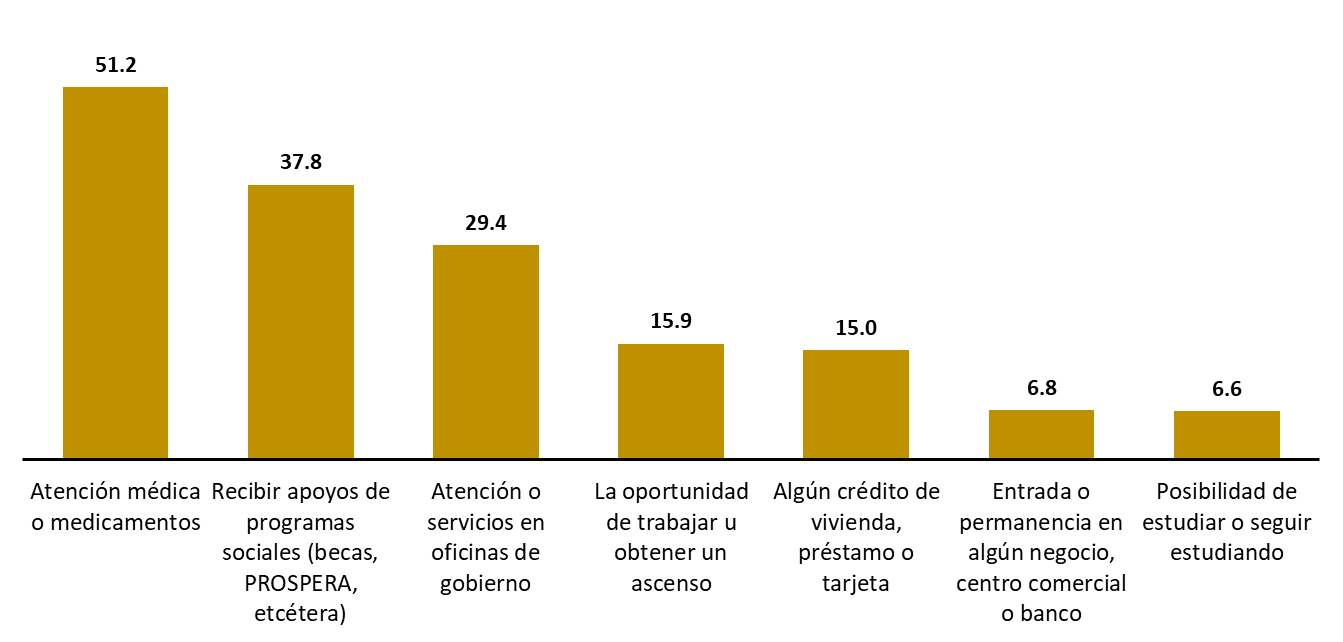 51.2
37.8
29.4
15.9
15.0
6.8
6.6
Atención médica
o medicamentos
Recibir apoyos de
programas
sociales (becas,
PROSPERA,
etcétera)
Atención o
servicios en
oficinas de
gobierno
La oportunidad
de trabajar u
obtener un
ascenso
Algún crédito de
vivienda,
préstamo o
tarjeta
Entrada o
permanencia en
algún negocio,
centro comercial
o banco
Posibilidad de
estudiar o seguir
estudiando